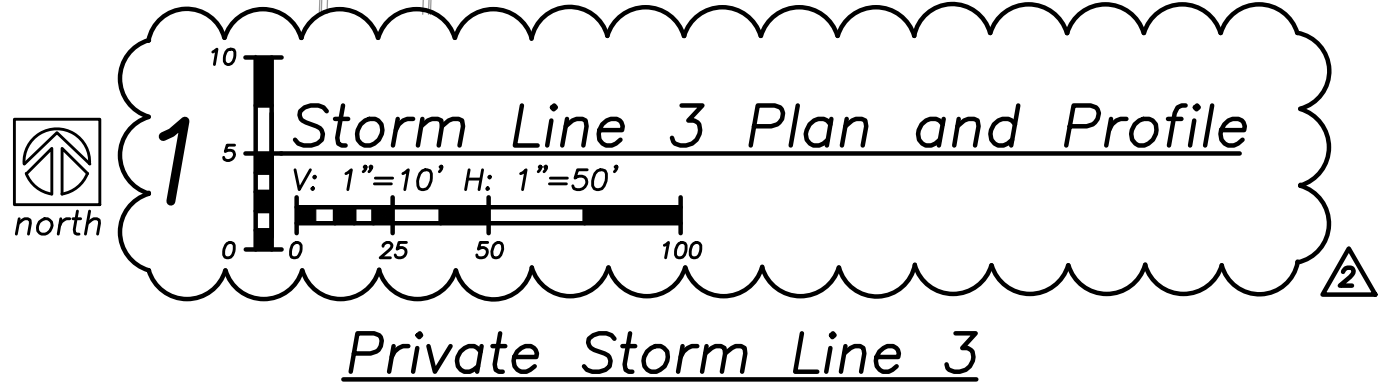 10
1 Storm Line 3 Plan and Profile
5
V: 1"=10' H: 1"=50'
north
0 0 25 50 100
2
Private Storm Line 3